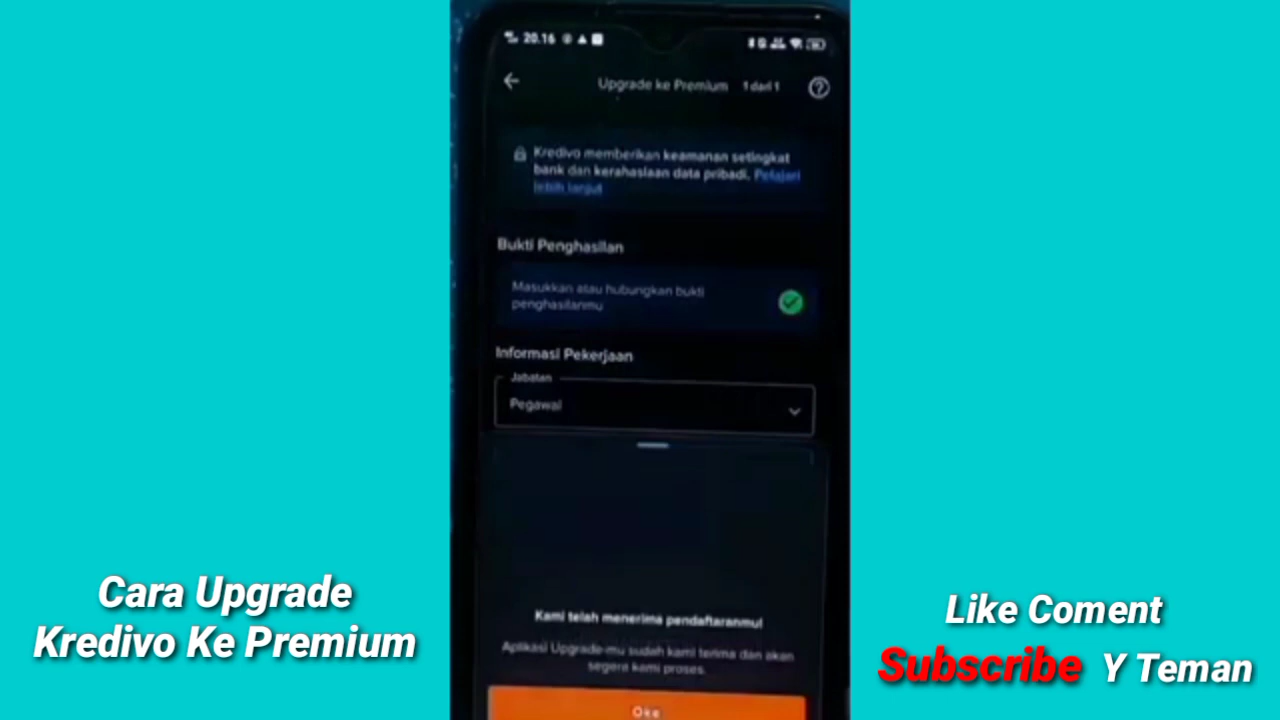 20.16
Upgrade ke Premium 1 dari 1
Kredivo memberikan keamanan setingkat
bank dan kerahasiaan data pribadi. Pelajari
lebih lanjut
Bukti Penghasilan
Masukkan atau hubungkan bukti
penghasilanmu
Informasi Pekerjaan
Jabatan
Pegawai
Kami telah menerima pendaftaranmu!
Aplikasi Upgrade-mu sudah kami terima dan akan
segera kami proses.
Oke
Cara Upgrade
Kredivo Ke Premium
Like Coment
Subscribe Y Teman